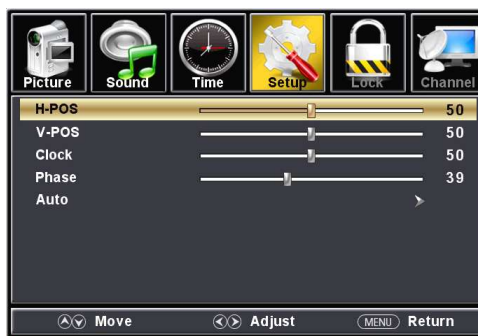 Picture Sound Time Setup Lock Channel
H-POS 50
V-POS 50
Clock 50
Phase 39
Auto
Move Adjust MENU Return